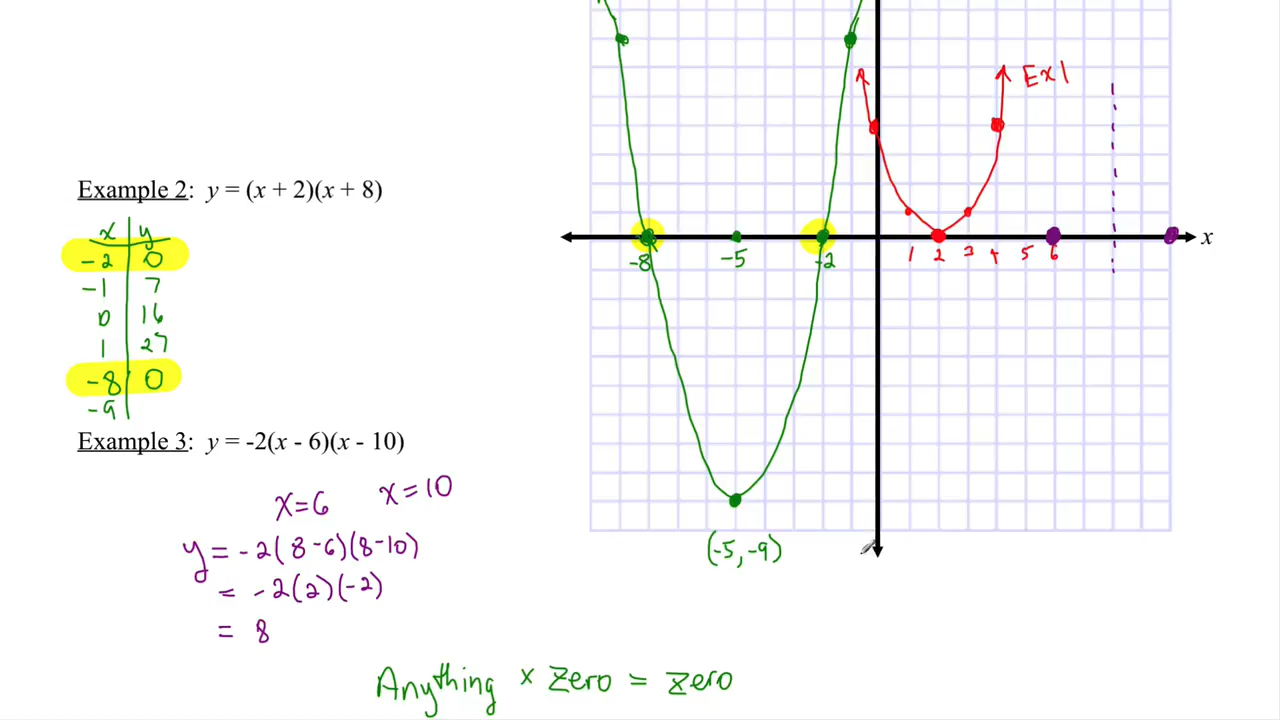 Ex1
Example 2: y = (x + 2)(x + 8)
x y
-2 0
-1 7
0 16
1 27
-8 0
-9
x
-8 -5 -2 1 2 3 4 5 6
Example 3: y = -2(x - 6)(x - 10)
x=6 x=10
y = -2(8-6)(8-10)
= -2(2)(-2)
= 8
(-5,-9)
Anything × Zero = Zero